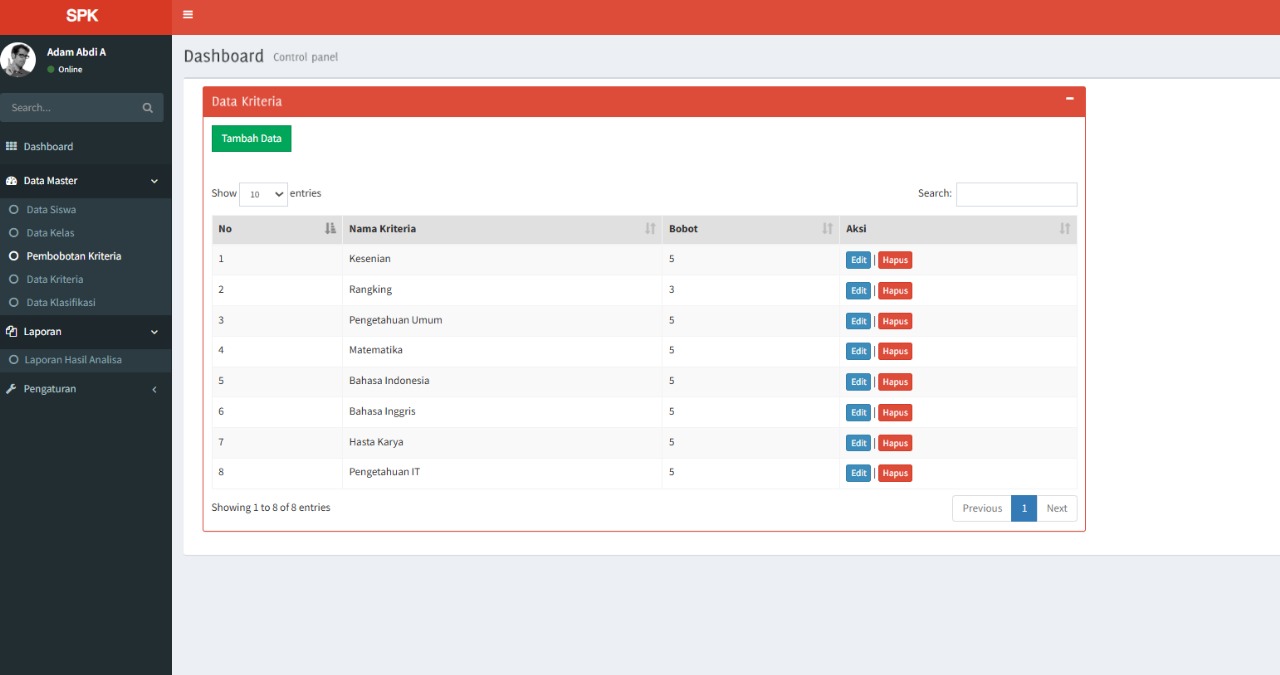 SPK
Adam Abdi A
Online
Search...
Dashboard
Data Master
Data Siswa
Data Kelas
Pembobotan Kriteria
Data Kriteria
Data Klasifikasi
Laporan
Laporan Hasil Analisa
Pengaturan
Dashboard Control panel
Data Kriteria
Tambah Data
Show 10 entries Search:
No Nama Kriteria Bobot Aksi
1 Kesenian 5 Edit | Hapus
2 Rangking 3 Edit | Hapus
3 Pengetahuan Umum 5 Edit | Hapus
4 Matematika 5 Edit | Hapus
5 Bahasa Indonesia 5 Edit | Hapus
6 Bahasa Inggris 5 Edit | Hapus
7 Hasta Karya 5 Edit | Hapus
8 Pengetahuan IT 5 Edit | Hapus
Showing 1 to 8 of 8 entries Previous 1 Next